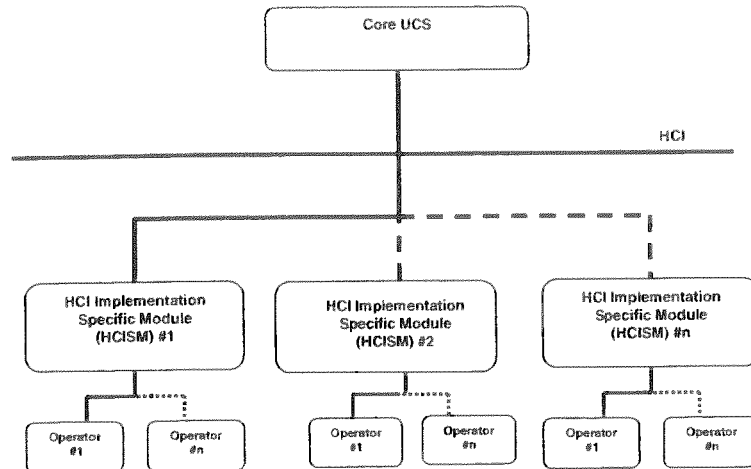 Core UCS
HCI
HCI Implementation
Specific Module
(HCISM) #1
HCI Implementation
Specific Module
(HCISM) #2
HCI Implementation
Specific Module
(HCISM) #n
Operator
#1
Operator
#n
Operator
#1
Operator
#n
Operator
#1
Operator
#n